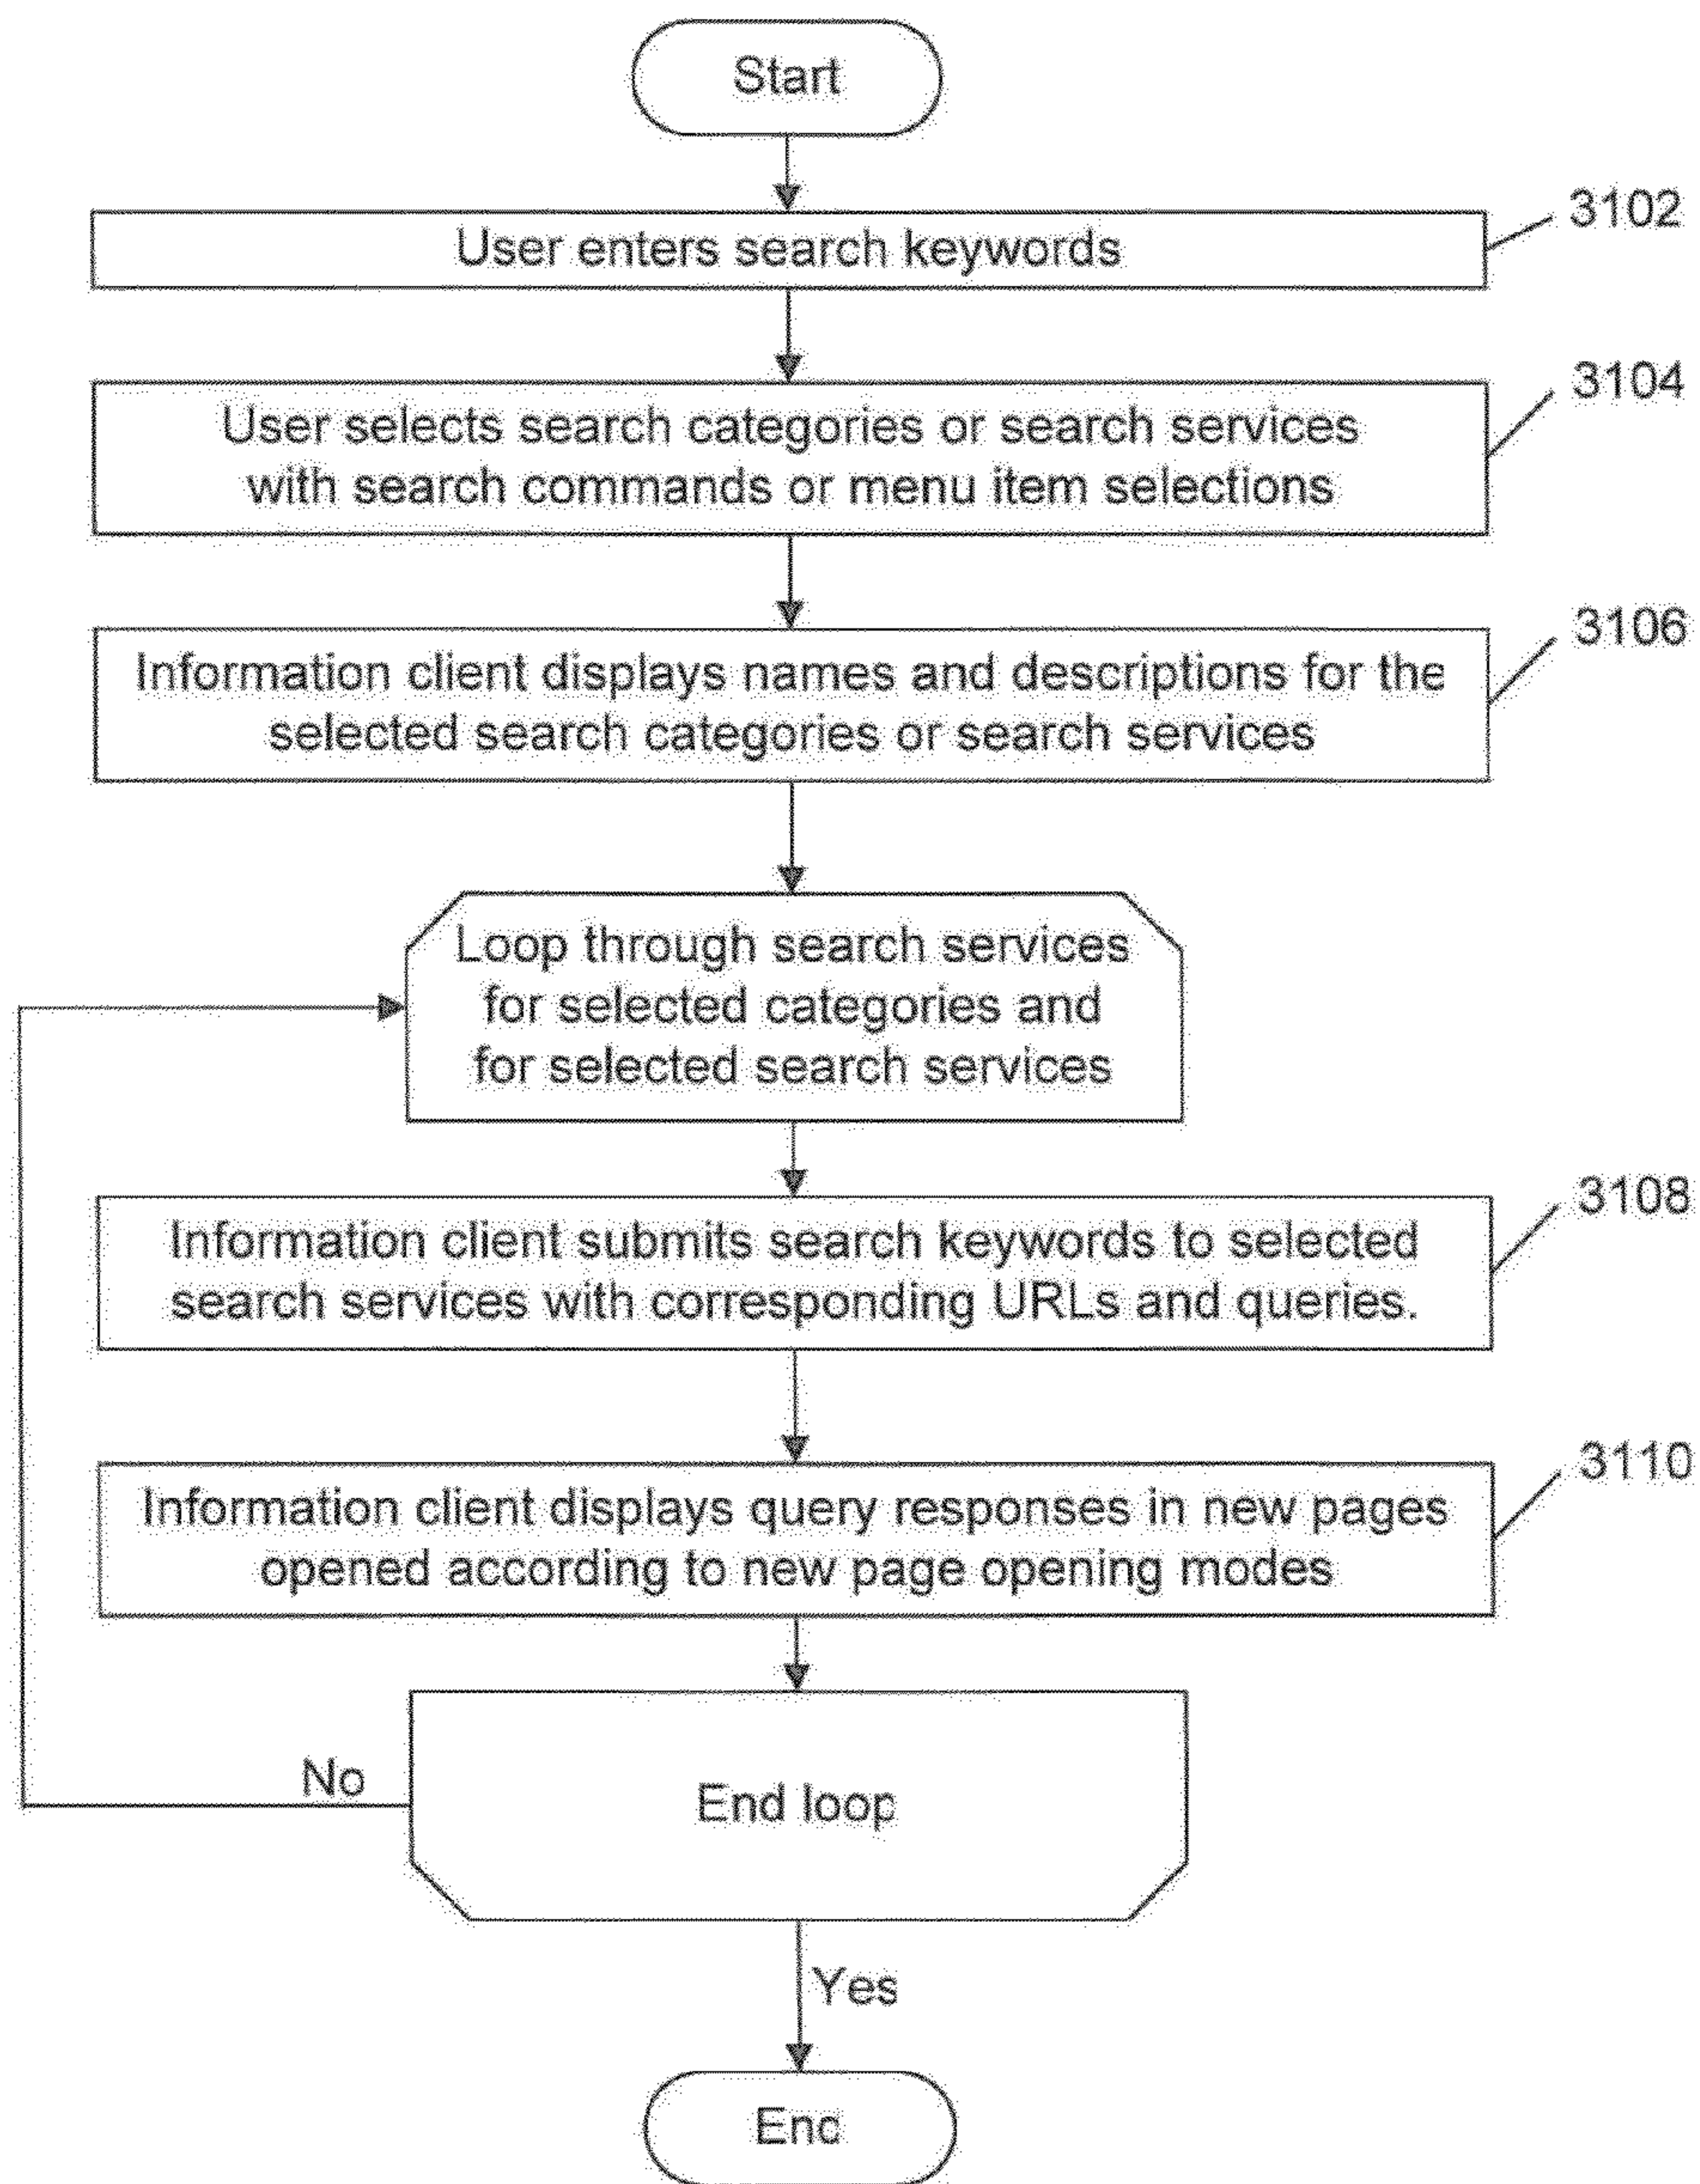 Start
3102
User enters search keywords
3104
User selects search categories or search services
with search commands or menu item selections
3106
Information client displays names and descriptions for the
selected search categories or search services
Loop through search services
for selected categories and
for selected search services
3108
Information client submits search keywords to selected
search services with corresponding URLs and queries.
3110
Information client displays query responses in new pages
opened according to new page opening modes
No
End loop
Yes
End